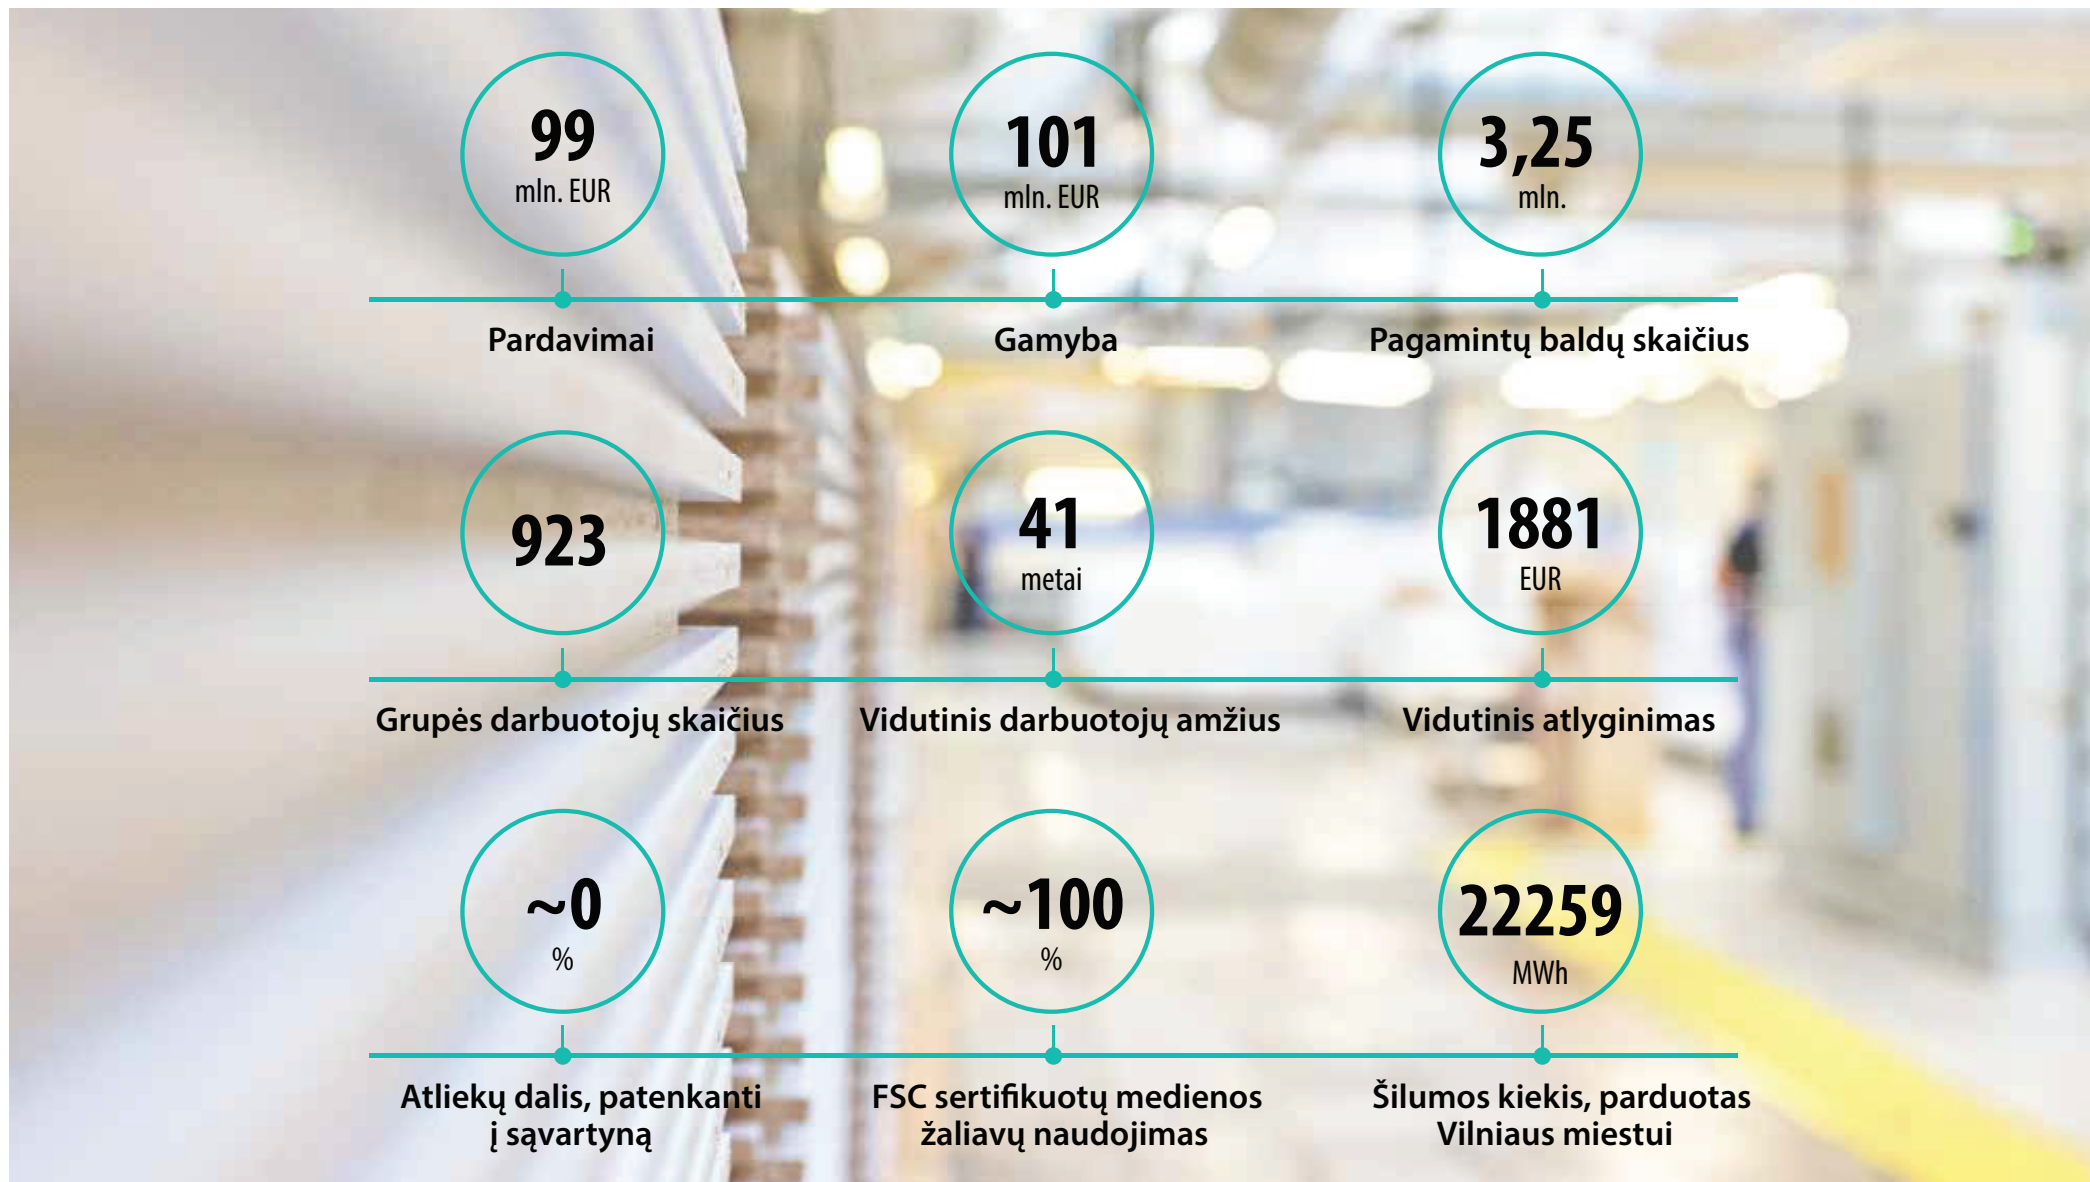 99
mln. EUR
Pardavimai
101
mln. EUR
Gamyba
3,25
mln.
Pagamintų baldų skaičius
923
Grupės darbuotojų skaičius
41
metai
Vidutinis darbuotojų amžius
1881
EUR
Vidutinis atlyginimas
~0
%
Atliekų dalis, patenkanti
į sąvartyną
~100
%
FSC sertifikuotų medienos
žaliavų naudojimas
22259
MWh
Šilumos kiekis, parduotas
Vilniaus miestui